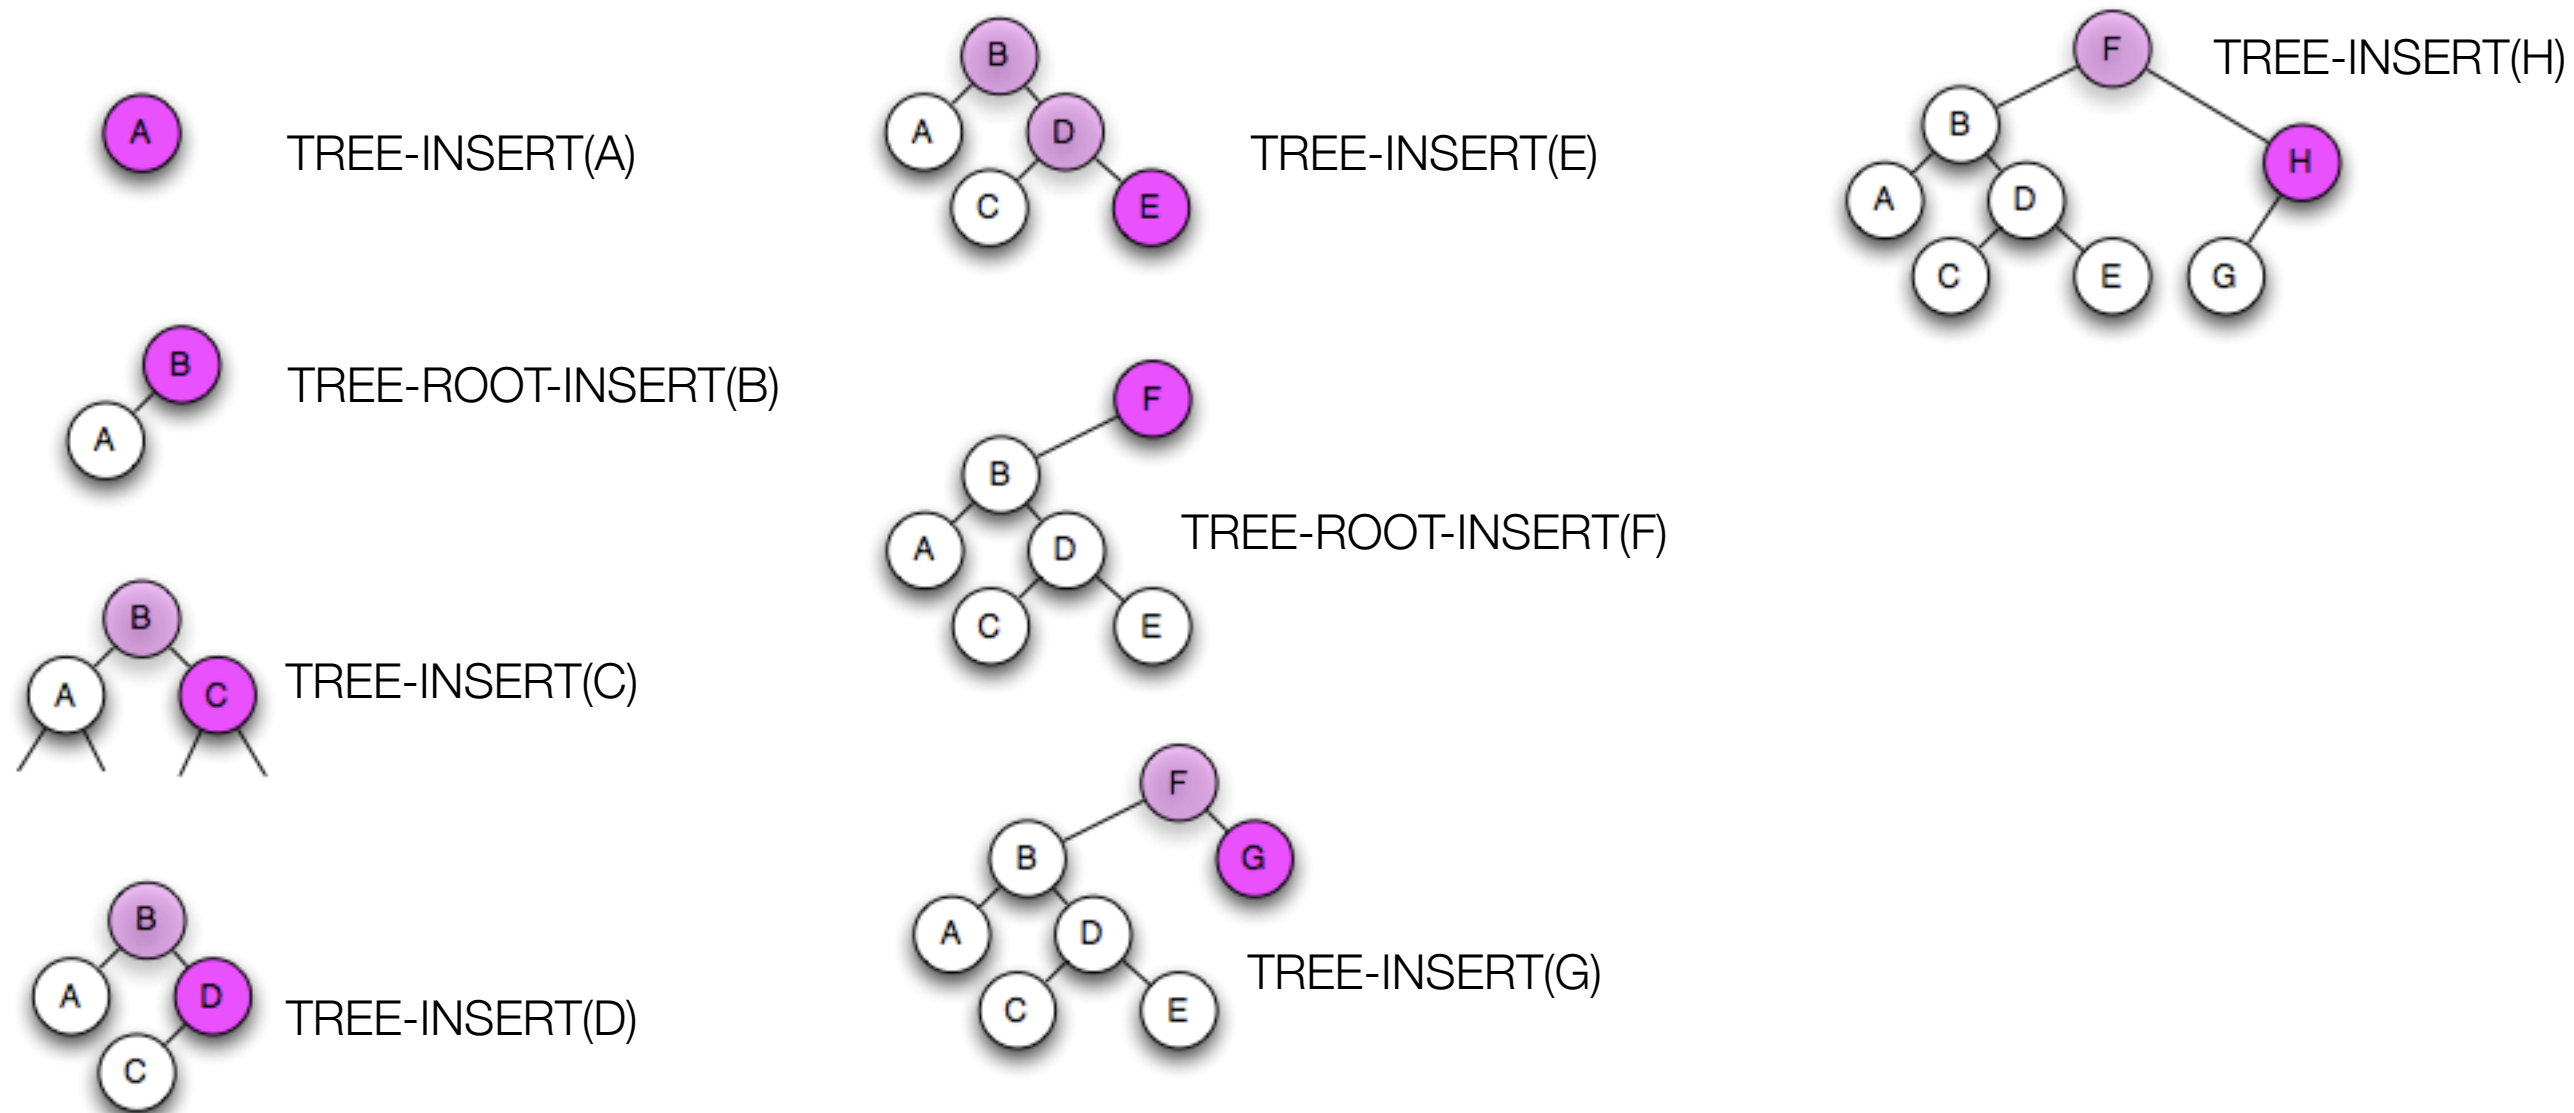 A
TREE-INSERT(A)
B
A
TREE-ROOT-INSERT(B)
B
A
C
TREE-INSERT(C)
B
A
D
C
TREE-INSERT(D)
B
A
D
C
E
TREE-INSERT(E)
F
B
A
D
C
E
TREE-ROOT-INSERT(F)
F
B
G
A
D
C
E
TREE-INSERT(G)
F
TREE-INSERT(H)
B
H
A
D
C
E
G